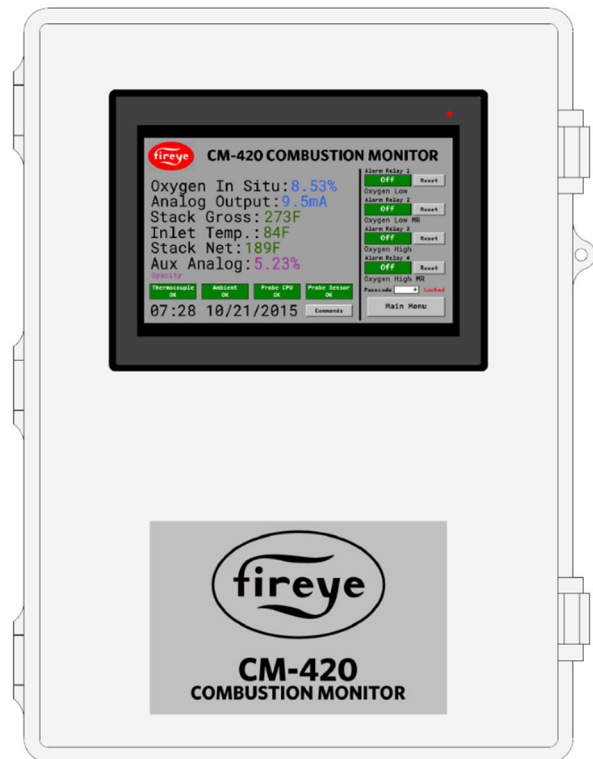 fireye
CM-420 COMBUSTION MONITOR
Oxygen In Situ:8.53%
Analog Output:9.5mA
Stack Gross:273F
Inlet Temp.:84F
Stack Net:189F
Aux Analog:5.23%
Opacity
Thermocouple OK
Ambient OK
Probe CPU OK
Probe Sensor OK
07:28 10/21/2015
Commands
Alarm Relay 1
Off Reset
Oxygen Low
Alarm Relay 2
Off Reset
Oxygen Low MR
Alarm Relay 3
Off Reset
Oxygen High
Alarm Relay 4
Off Reset
Oxygen High MR
Passcode # Locked
Main Menu
fireye
CM-420
COMBUSTION MONITOR